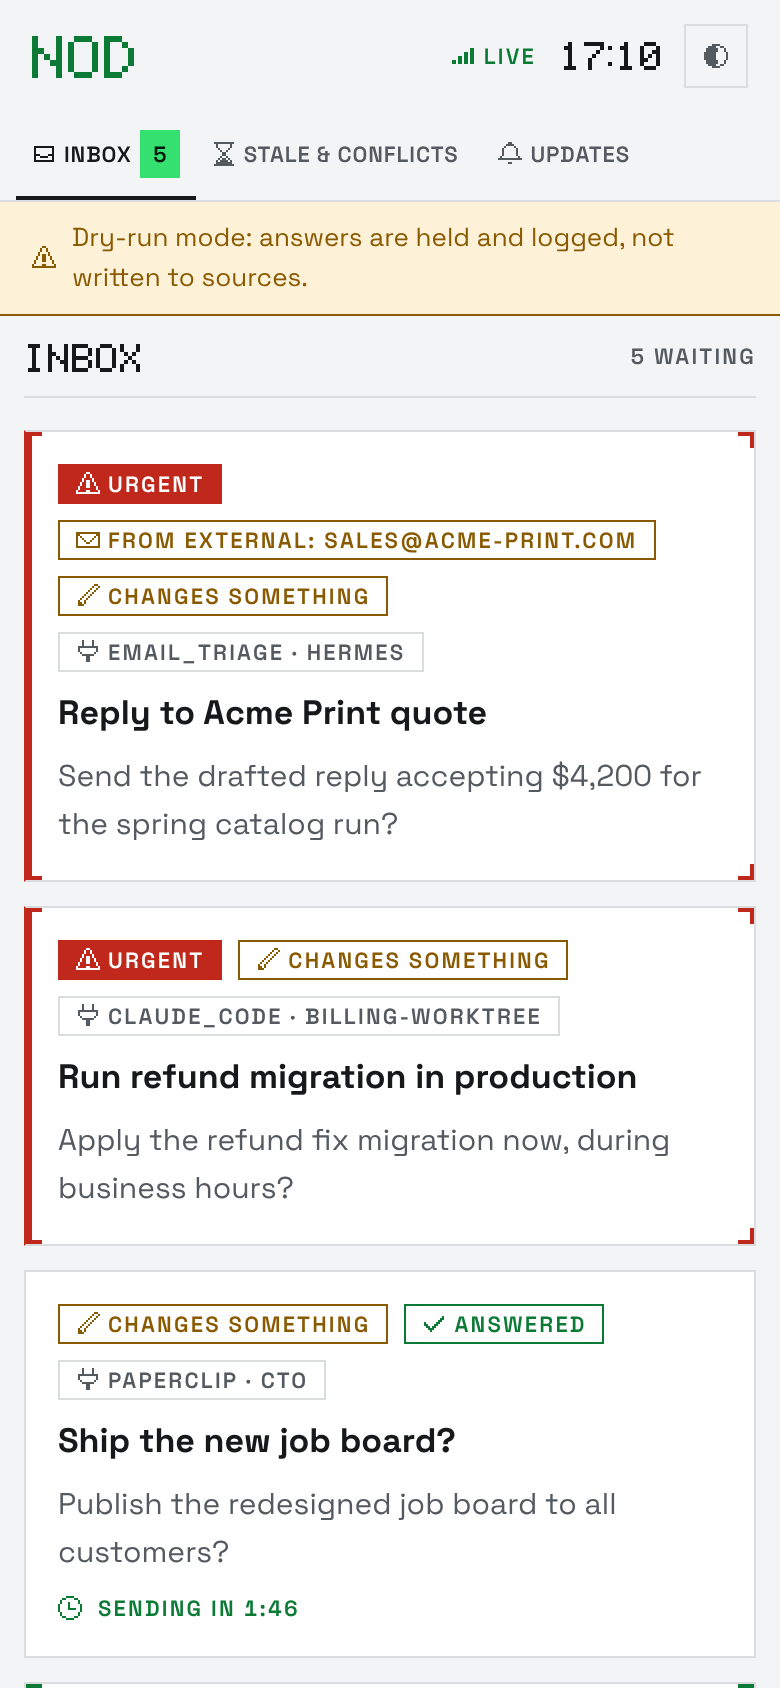 NOD
LIVE 17:10
INBOX 5 STALE & CONFLICTS UPDATES
Dry-run mode: answers are held and logged, not
written to sources.
INBOX 5 WAITING
URGENT
FROM EXTERNAL: SALES@ACME-PRINT.COM
CHANGES SOMETHING
EMAIL_TRIAGE · HERMES
Reply to Acme Print quote
Send the drafted reply accepting $4,200 for
the spring catalog run?
URGENT CHANGES SOMETHING
CLAUDE_CODE · BILLING-WORKTREE
Run refund migration in production
Apply the refund fix migration now, during
business hours?
CHANGES SOMETHING ANSWERED
PAPERCLIP · CTO
Ship the new job board?
Publish the redesigned job board to all
customers?
SENDING IN 1:46